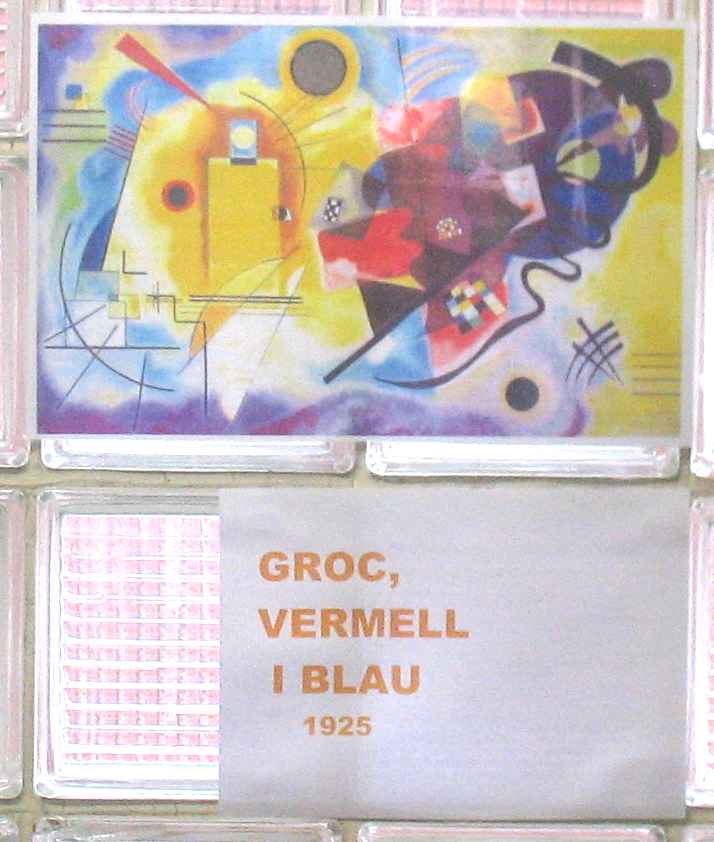 GROC,
VERMELL
I BLAU
1925